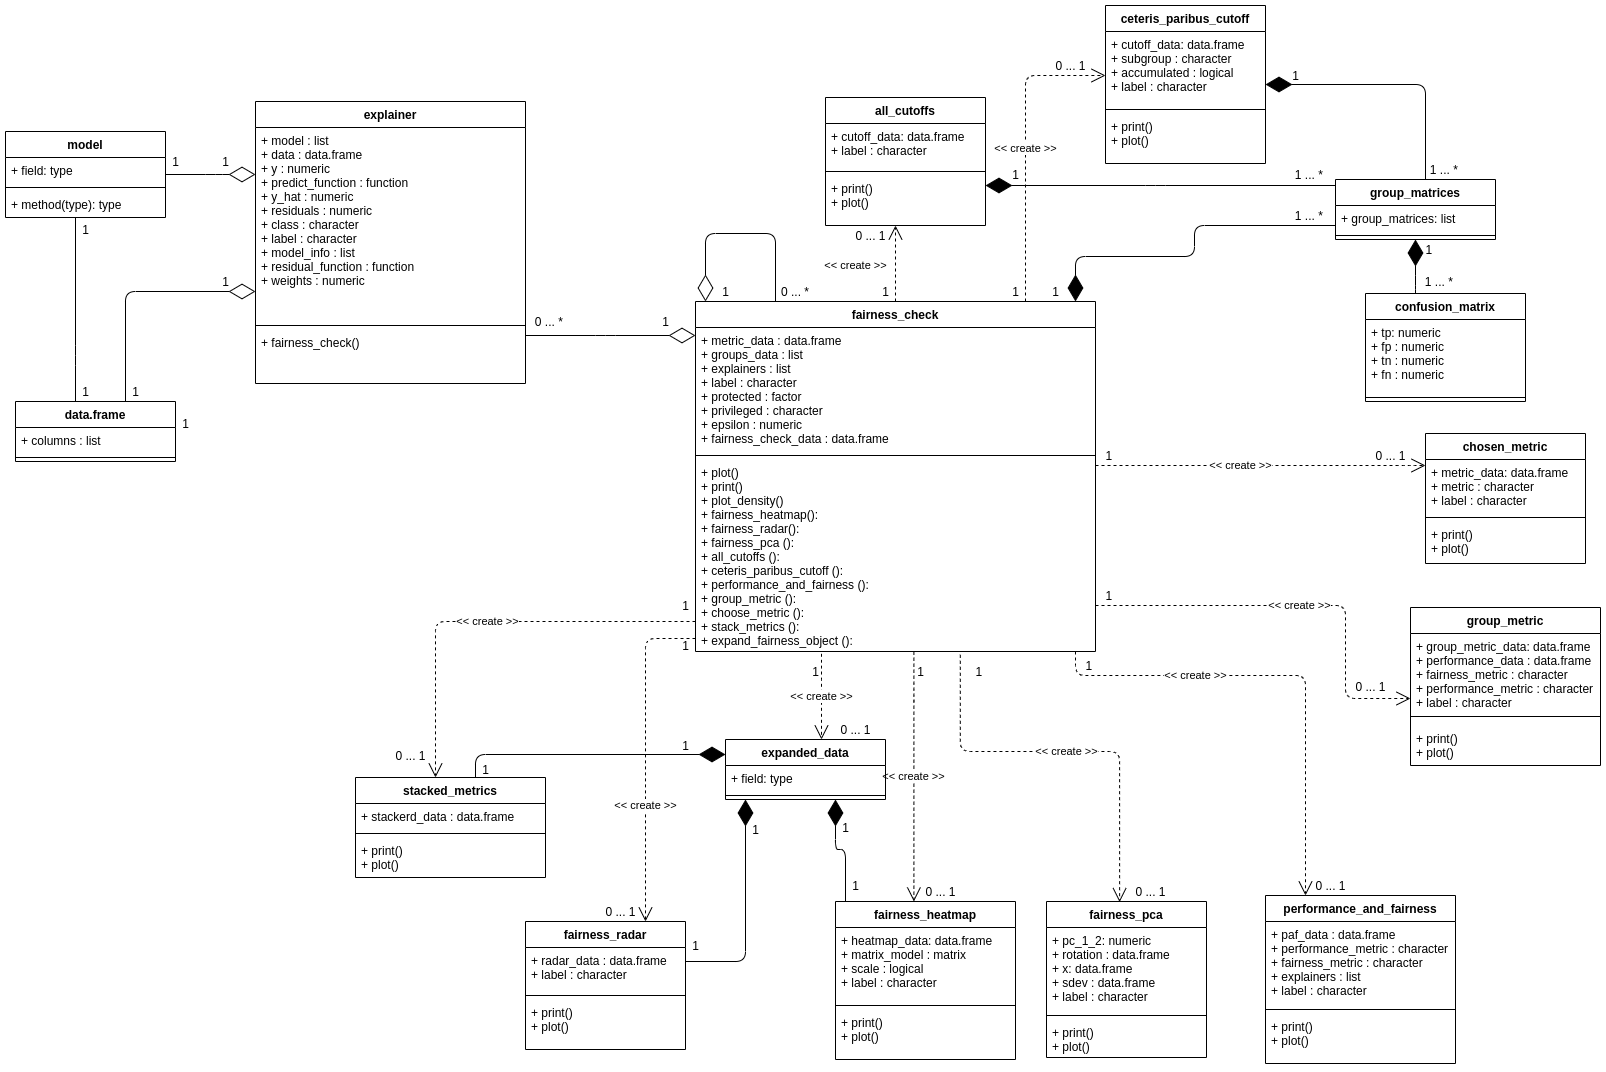 ceteris_paribus_cutoff
+ cutoff_data: data.frame
+ subgroup : character
+ accumulated : logical
+ label : character
+ print()
+ plot()
0 ... 1
1
<< create >>
all_cutoffs
+ cutoff_data: data.frame
+ label : character
+ print()
+ plot()
1
1 ... *
1 ... *
1 ... *
0 ... 1
<< create >>
group_matrices
+ group_matrices: list
1
1 ... *
confusion_matrix
+ tp: numeric
+ fp : numeric
+ tn : numeric
+ fn : numeric
explainer
+ model : list
+ data : data.frame
+ y : numeric
+ predict_function : function
+ y_hat : numeric
+ residuals : numeric
+ class : character
+ label : character
+ model_info : list
+ residual_function : function
+ weights : numeric
+ fairness_check()
model
+ field: type
+ method(type): type
1
1
1
1
1
1
data.frame
+ columns : list
1
0 ... *
1
1
0 ... *
1
1
1
fairness_check
+ metric_data : data.frame
+ groups_data : list
+ explainers : list
+ label : character
+ protected : factor
+ privileged : character
+ epsilon : numeric
+ fairness_check_data : data.frame
+ plot()
+ print()
+ plot_density()
+ fairness_heatmap():
+ fairness_radar():
+ fairness_pca ():
+ all_cutoffs ():
+ ceteris_paribus_cutoff ():
+ performance_and_fairness ():
+ group_metric ():
+ choose_metric ():
+ stack_metrics ():
+ expand_fairness_object ():
1
<< create >>
0 ... 1
chosen_metric
+ metric_data: data.frame
+ metric : character
+ label : character
+ print()
+ plot()
1
<< create >>
0 ... 1
group_metric
+ group_metric_data: data.frame
+ performance_data : data.frame
+ fairness_metric : character
+ performance_metric : character
+ label : character
+ print()
+ plot()
1
<< create >>
1
1
<< create >>
1
1
1
<< create >>
0 ... 1
expanded_data
+ field: type
1
<< create >>
<< create >>
0 ... 1
1
stacked_metrics
+ stackerd_data : data.frame
+ print()
+ plot()
<< create >>
1
1
0 ... 1
1
fairness_radar
+ radar_data : data.frame
+ label : character
+ print()
+ plot()
1
0 ... 1
fairness_heatmap
+ heatmap_data: data.frame
+ matrix_model : matrix
+ scale : logical
+ label : character
+ print()
+ plot()
0 ... 1
fairness_pca
+ pc_1_2: numeric
+ rotation : data.frame
+ x: data.frame
+ sdev : data.frame
+ label : character
+ print()
+ plot()
0 ... 1
performance_and_fairness
+ paf_data : data.frame
+ performance_metric : character
+ fairness_metric : character
+ explainers : list
+ label : character
+ print()
+ plot()